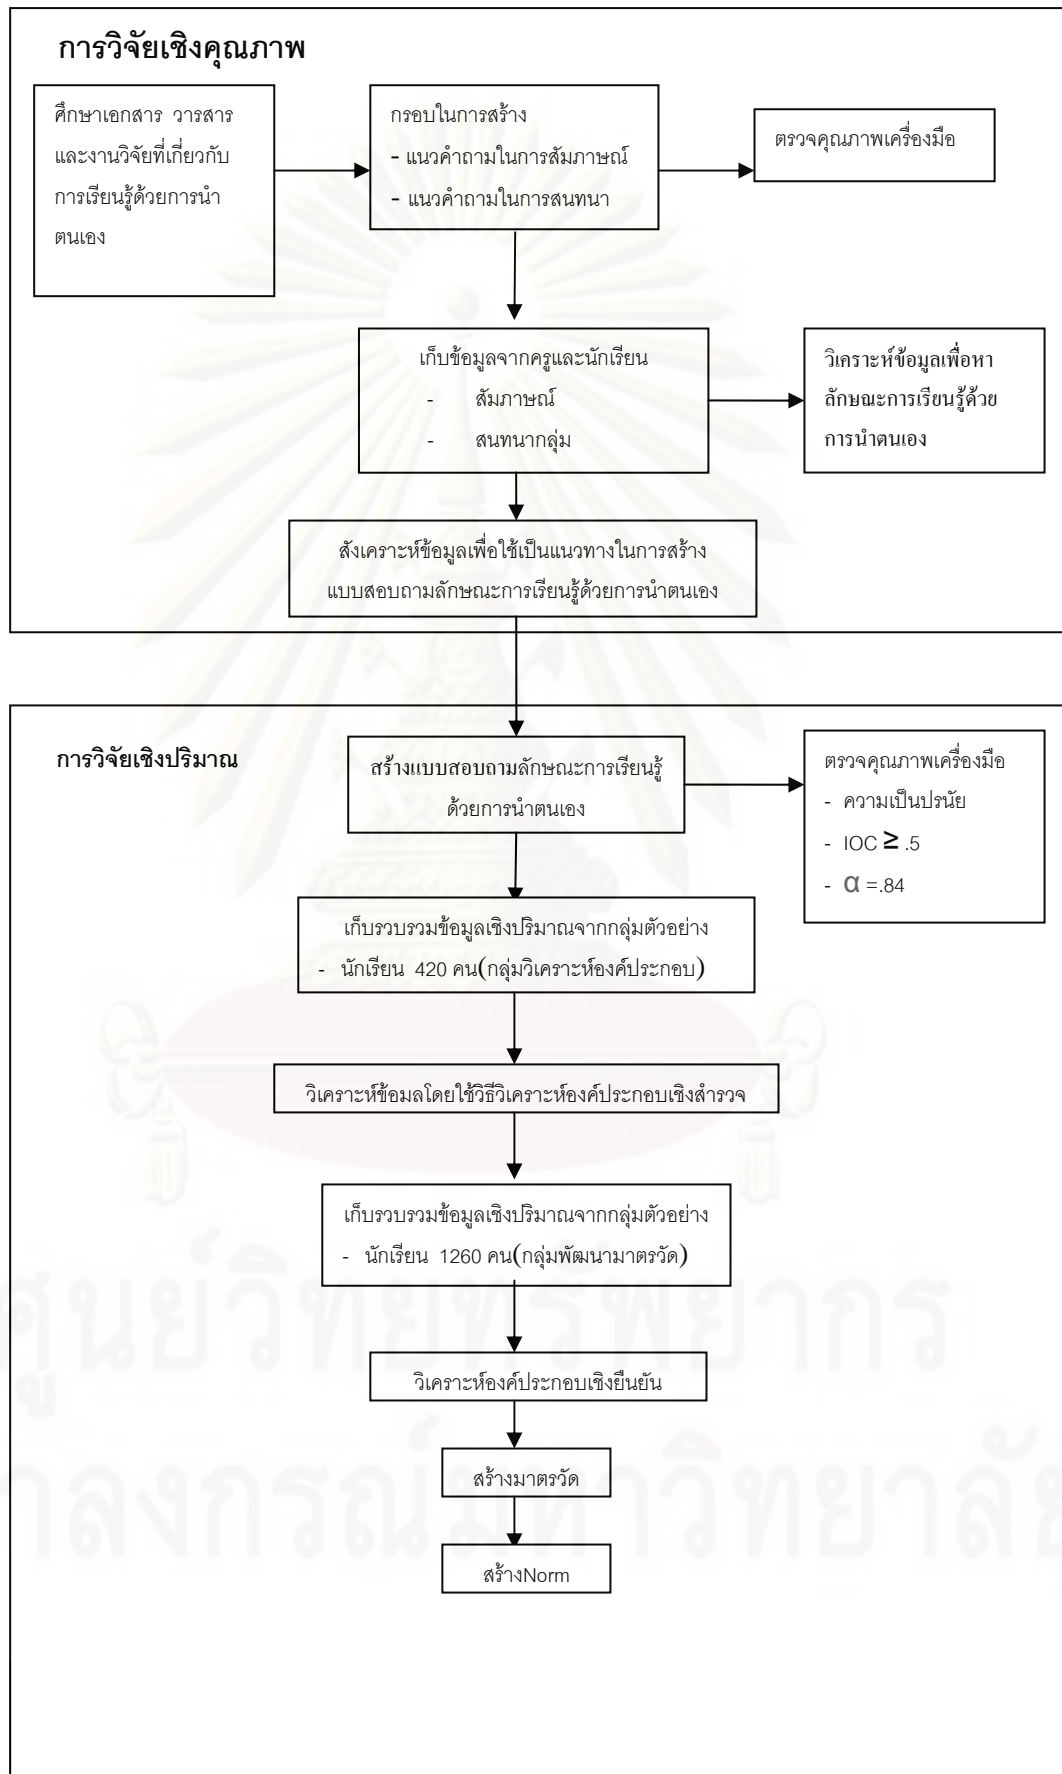 การวิจัยเชิงคุณภาพ
ศึกษาเอกสาร วารสาร
และงานวิจัยที่เกี่ยวกับ
การเรียนรู้ด้วยการนำ
ตนเอง
กรอบในการสร้าง
- แนวคำถามในการสัมภาษณ์
- แนวคำถามในการสนทนา
ตรวจคุณภาพเครื่องมือ
เก็บข้อมูลจากครูและนักเรียน
- สัมภาษณ์
- สนทนากลุ่ม
วิเคราะห์ข้อมูลเพื่อหา
ลักษณะการเรียนรู้ด้วย
การนำตนเอง
สังเคราะห์ข้อมูลเพื่อใช้เป็นแนวทางในการสร้าง
แบบสอบถามลักษณะการเรียนรู้ด้วยการนำตนเอง
การวิจัยเชิงปริมาณ
สร้างแบบสอบถามลักษณะการเรียนรู้
ด้วยการนำตนเอง
ตรวจคุณภาพเครื่องมือ
- ความเป็นปรนัย
- IOC ≥ .5
- α =.84
เก็บรวบรวมข้อมูลเชิงปริมาณจากกลุ่มตัวอย่าง
- นักเรียน 420 คน(กลุ่มวิเคราะห์องค์ประกอบ)
วิเคราะห์ข้อมลโดยใช้วิธีวิเคราะห์องค์ประกอบเชิงสำรวจ
เก็บรวบรวมข้อมูลเชิงปริมาณจากกลุ่มตัวอย่าง
- นักเรียน 1260 คน(กลุ่มพัฒนามาตรวัด)
วิเคราะห์องค์ประกอบเชิงยืนยัน
สร้างมาตรวัด
สร้างNorm
ศูนย์วิทยทรัพยากร
าลงกรณ์มหาวิทยาลัย